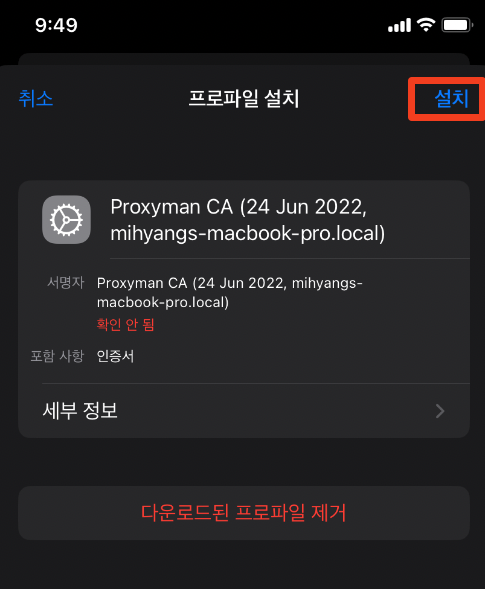 9:49
취소 프로파일 설치 설치
Proxyman CA (24 Jun 2022,
mihyangs-macbook-pro.local)
서명자 Proxyman CA (24 Jun 2022, mihyangs-
macbook-pro.local)
확인 안 됨
포함 사항 인증서
세부 정보
다운로드된 프로파일 제거